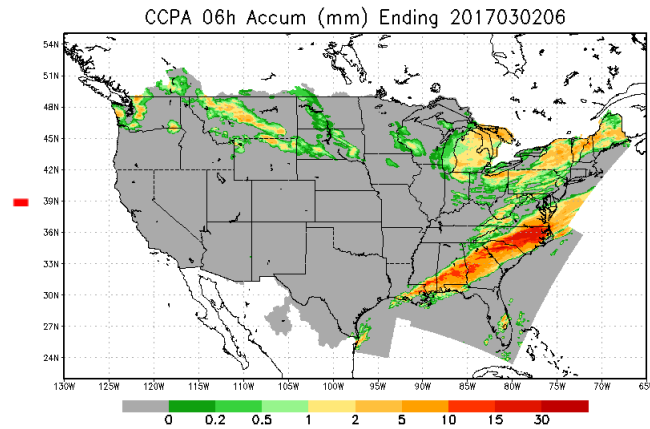 CCPA 06h Accum (mm) Ending 2017030206
54N
51N
48N
45N
42N
39N
36N
33N
30N
27N
24N
130W 125W 120W 115W 110W 105W 100W 95W 90W 85W 80W 75W 70W 65W
0 0.2 0.5 1 2 5 10 15 30